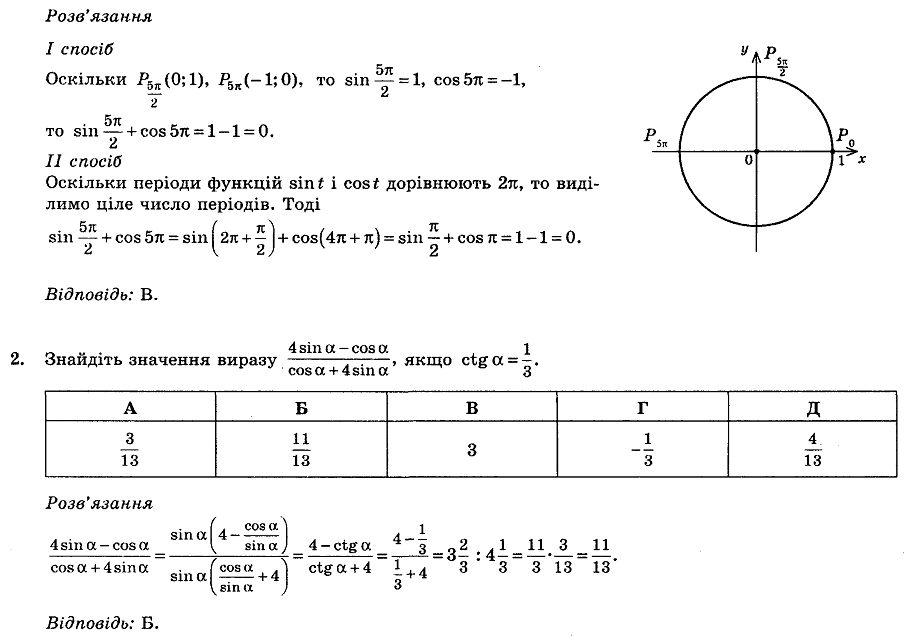 Розв'язання
I спосіб
Оскільки P_{5π/2}(0;1), P_{5π}(−1;0), то sin 5π/2 = 1, cos 5π = −1,
то sin 5π/2 + cos 5π = 1 − 1 = 0.
II спосіб
Оскільки періоди функцій sin t і cos t дорівнюють 2π, то виді-
лимо ціле число періодів. Тоді
sin 5π/2 + cos 5π = sin(2π + π/2) + cos(4π + π) = sin π/2 + cos π = 1 − 1 = 0.
Відповідь: В.
y P_{5π/2}
P_{5π} P_0
0 1 x
2. Знайдіть значення виразу (4 sin α − cos α)/(cos α + 4 sin α), якщо ctg α = 1/3.
А Б В Г Д
3/13 11/13 3 −1/3 4/13
Розв'язання
(4 sin α − cos α)/(cos α + 4 sin α) = (sin α(4 − cos α/sin α))/(sin α(cos α/sin α + 4)) = (4 − ctg α)/(ctg α + 4) = (4 − 1/3)/(1/3 + 4) = 3 2/3 : 4 1/3 = 11/3 · 3/13 = 11/13.
Відповідь: Б.